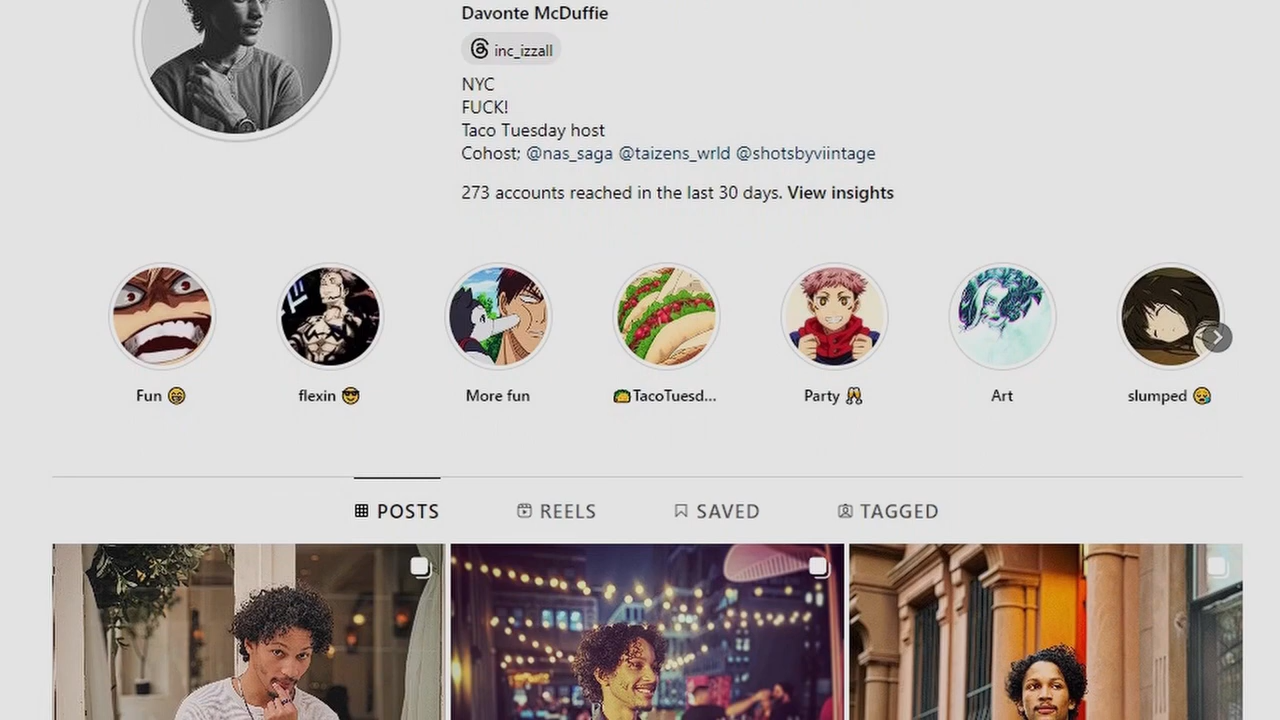 Davonte McDuffie
inc_izzall
NYC
FUCK!
Taco Tuesday host
Cohost; @nas_saga @taizens_wrld @shotsbyviintage
273 accounts reached in the last 30 days. View insights
Fun 😁 flexin 😎 More fun 🌮TacoTuesd... Party 🥂 Art slumped 😪
POSTS REELS SAVED TAGGED